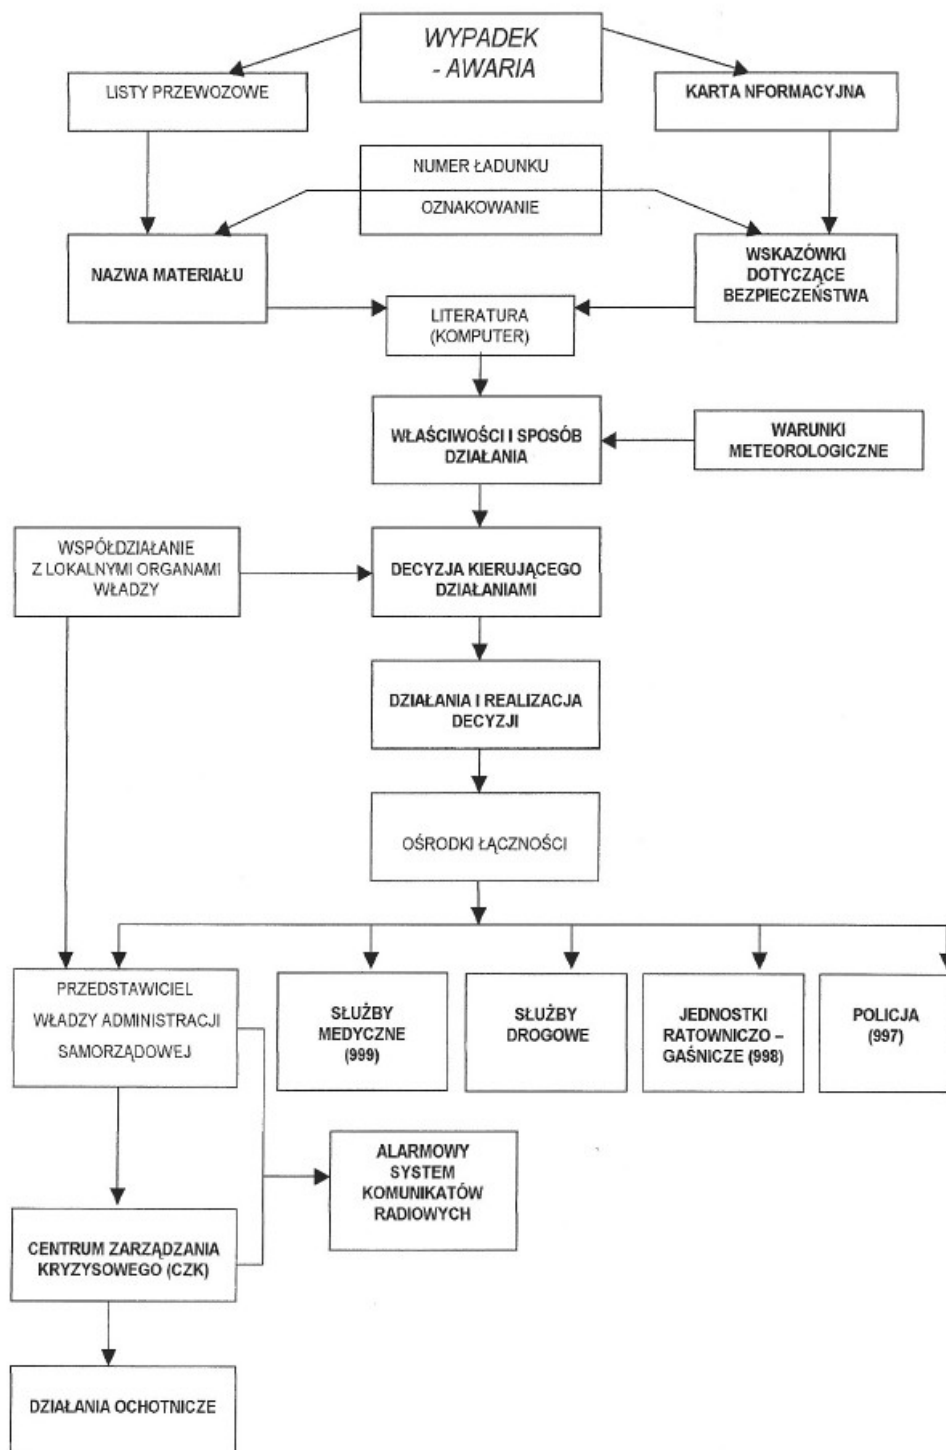 WYPADEK
- AWARIA
LISTY PRZEWOZOWE
KARTA NFORMACYJNA
NUMER ŁADUNKU
OZNAKOWANIE
NAZWA MATERIAŁU
WSKAZÓWKI
DOTYCZĄCE
BEZPIECZEŃSTWA
LITERATURA
(KOMPUTER)
WŁAŚCIWOŚCI I SPOSÓB
DZIAŁANIA
WARUNKI
METEOROLOGICZNE
WSPÓŁDZIAŁANIE
Z LOKALNYMI ORGANAMI
WŁADZY
DECYZJA KIERUJĄCEGO
DZIAŁANIAMI
DZIAŁANIA I REALIZACJA
DECYZJI
OŚRODKI ŁĄCZNOŚCI
PRZEDSTAWICIEL
WŁADZY ADMINISTRACJI
SAMORZĄDOWEJ
SŁUŻBY
MEDYCZNE
(999)
SŁUŻBY
DROGOWE
JEDNOSTKI
RATOWNICZO –
GAŚNICZE (998)
POLICJA
(997)
ALARMOWY
SYSTEM
KOMUNIKATÓW
RADIOWYCH
CENTRUM ZARZĄDZANIA
KRYZYSOWEGO (CZK)
DZIAŁANIA OCHOTNICZE